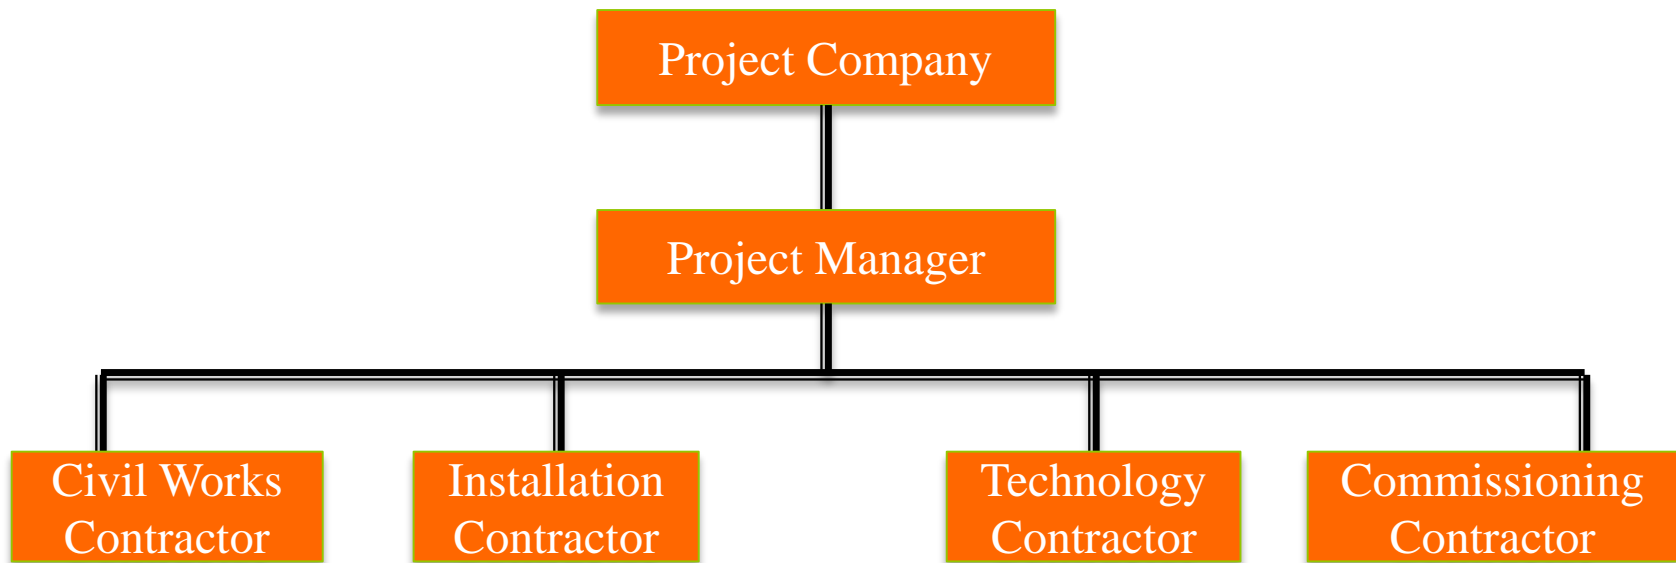 Project Company
Project Manager
Civil Works
Contractor
Installation
Contractor
Technology
Contractor
Commissioning
Contractor